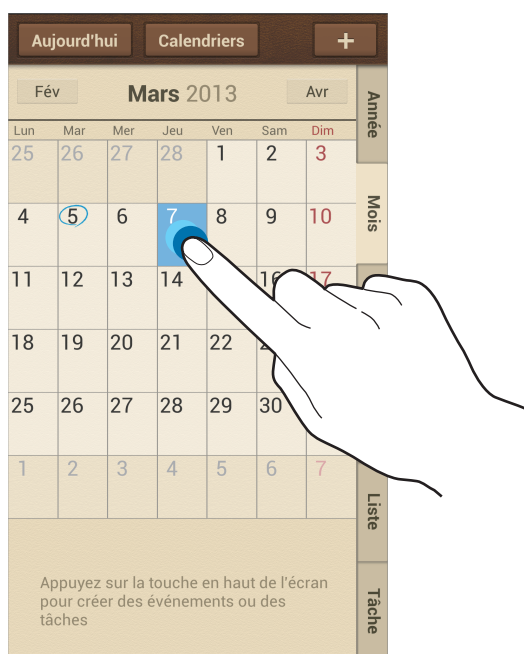 Aujourd'hui Calendriers +
Fév Mars 2013 Avr
Lun Mar Mer Jeu Ven Sam Dim
25 26 27 28 1 2 3
4 5 6 7 8 9 10
11 12 13 14 16 17
18 19 20 21 22
25 26 27 28 29 30
1 2 3 4 5 6 7
Année
Mois
Liste
Tâche
Appuyez sur la touche en haut de l'écran
pour créer des événements ou des
tâches